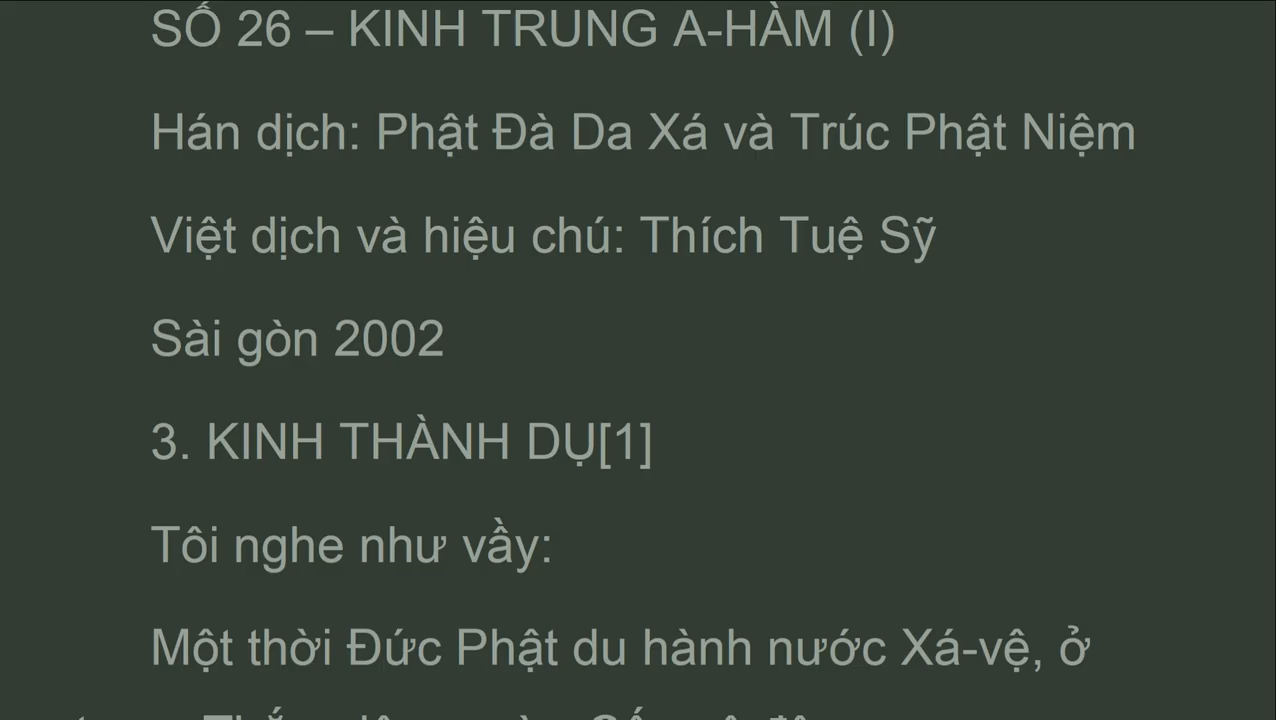 SỐ 26 – KINH TRUNG A-HÀM (I)
Hán dịch: Phật Đà Da Xá và Trúc Phật Niệm
Việt dịch và hiệu chú: Thích Tuệ Sỹ
Sài gòn 2002
3. KINH THÀNH DỤ[1]
Tôi nghe như vầy:
Một thời Đức Phật du hành nước Xá-vệ, ở